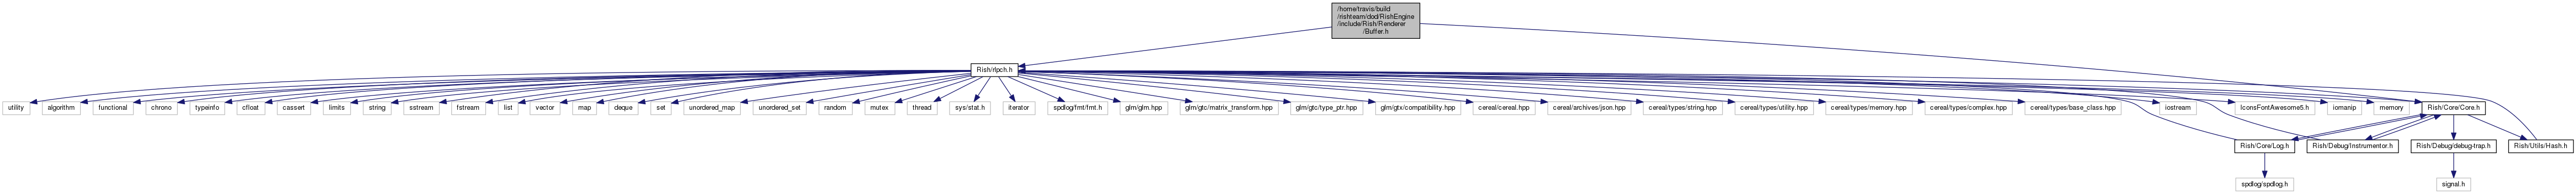 /home/travis/build
/rishteam/dod/RishEngine
/include/Rish/Renderer
/Buffer.h
Rish/rlpch.h
utility
algorithm
functional
chrono
typeinfo
cfloat
cassert
limits
string
sstream
fstream
list
vector
map
deque
set
unordered_map
unordered_set
random
mutex
thread
sys/stat.h
iterator
spdlog/fmt/fmt.h
glm/glm.hpp
glm/gtc/matrix_transform.hpp
glm/gtc/type_ptr.hpp
glm/gtx/compatibility.hpp
cereal/cereal.hpp
cereal/archives/json.hpp
cereal/types/string.hpp
cereal/types/utility.hpp
cereal/types/memory.hpp
cereal/types/complex.hpp
cereal/types/base_class.hpp
iostream
IconsFontAwesome5.h
iomanip
memory
Rish/Core/Core.h
Rish/Core/Log.h
Rish/Debug/Instrumentor.h
Rish/Debug/debug-trap.h
Rish/Utils/Hash.h
spdlog/spdlog.h
signal.h